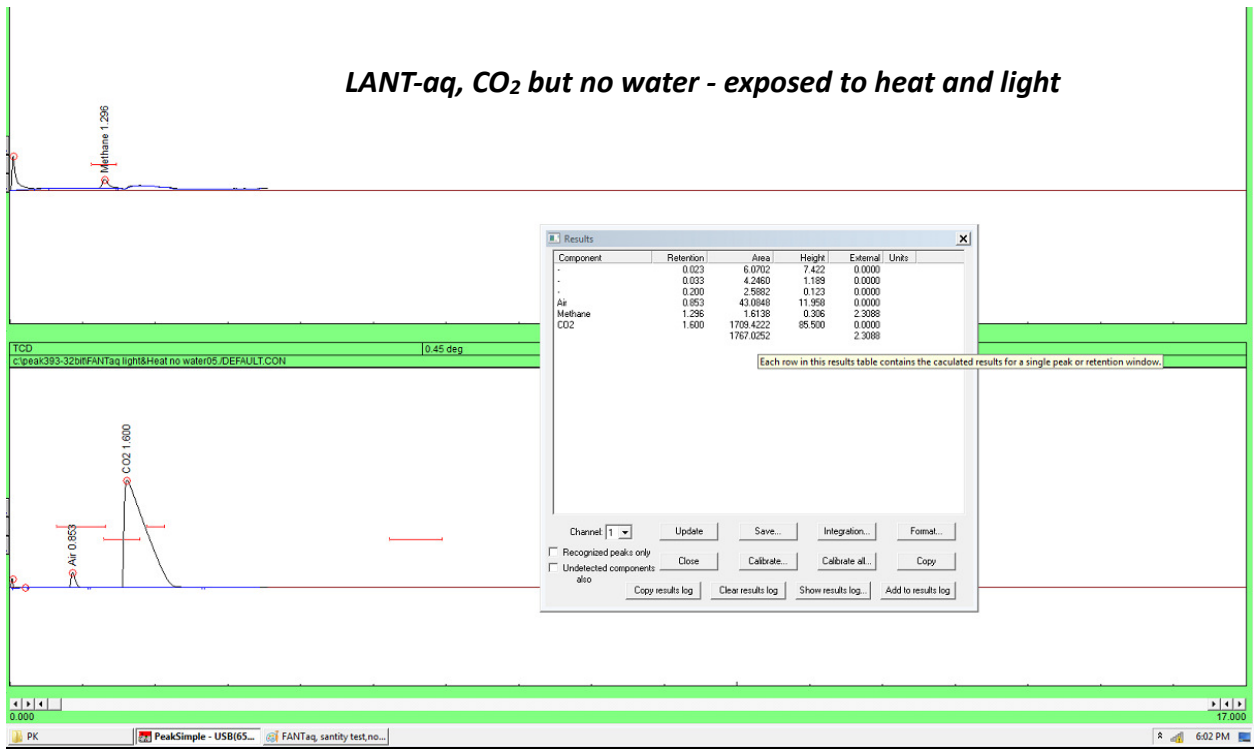 LANT-aq, CO2 but no water - exposed to heat and light
Methane 1.296
Results
X
Component Retention Area Height External Units
- 0.023 6.0702 7.422 0.0000
- 0.033 4.2460 1.189 0.0000
- 0.200 2.5882 0.123 0.0000
Air 0.853 43.0848 11.958 0.0000
Methane 1.296 1.6138 0.306 2.3088
CO2 1.600 1709.4222 85.500 0.0000
1767.0252 2.3088
TCD 0.45 deg
c:\peak393-32bit\FANTaq light&Heat no water05./DEFAULT.CON
Each row in this results table contains the caculated results for a single peak or retention window.
CO2 1.600
Air 0.853
Channel: 1 Update Save... Integration... Format...
Recognized peaks only
Undetected components also
Close Calibrate... Calibrate all... Copy
Copy results log Clear results log Show results log... Add to results log
0.000 17.000
PK PeakSimple - USB(65... FANTaq, santity test,no... 6:02 PM